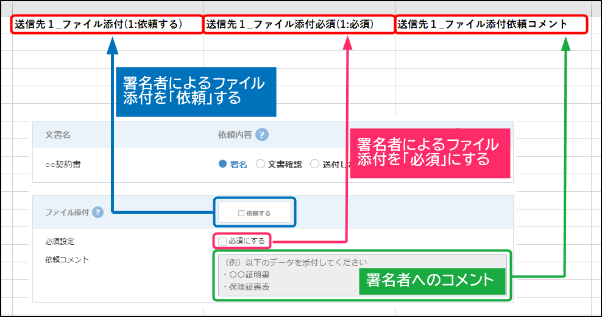 送信先１_ファイル添付(1:依頼する)
送信先１_ファイル添付必須(1:必須)
送信先１_ファイル添付依頼コメント
署名者によるファイル
添付を「依頼」する
文書名
依頼内容 ?
署名者によるファイル
添付を「必須」にする
○○契約書
署名
文書確認
ファイル添付 ?
依頼する
必須設定
必須にする
依頼コメント
（例）以下のデータを添付してください
・〇〇証明書
署名者へのコメント